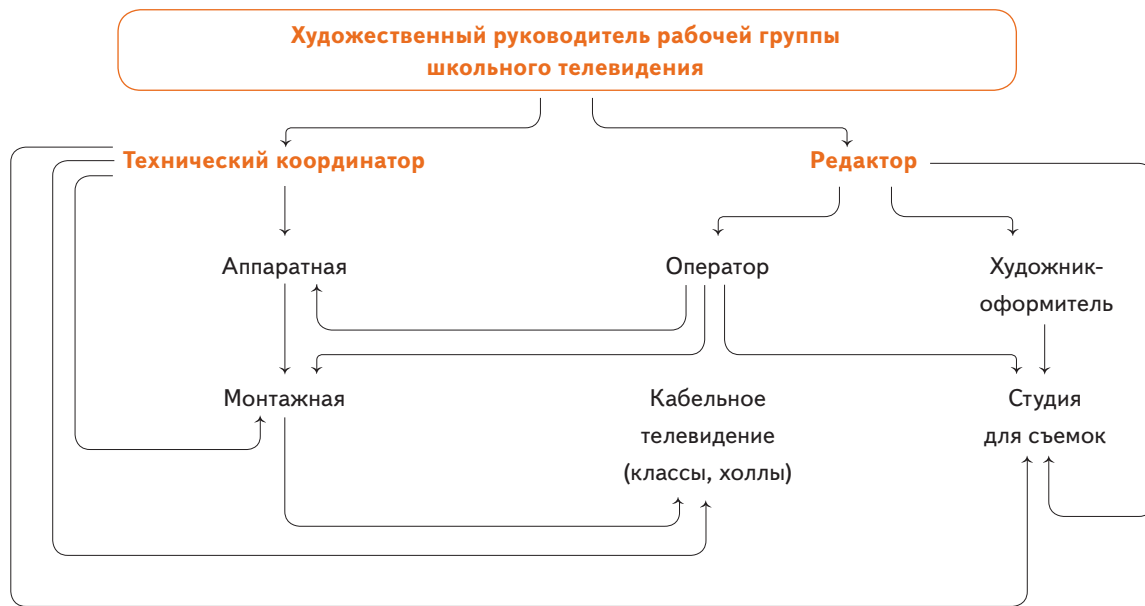 Художественный руководитель рабочей группы
школьного телевидения
Технический координатор
Редактор
Аппаратная
Оператор
Художник-
оформитель
Монтажная
Кабельное
телевидение
(классы, холлы)
Студия
для съемок